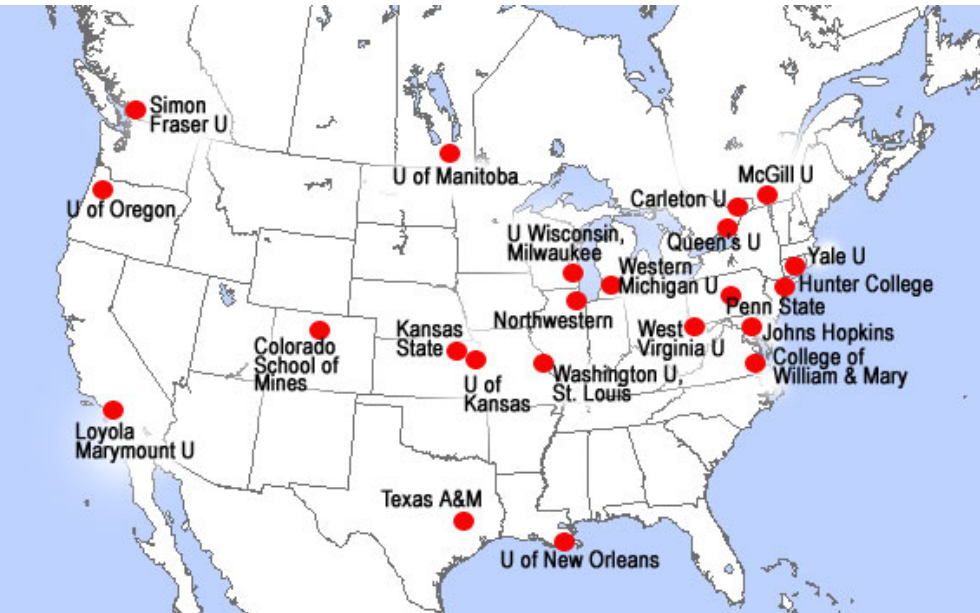 Simon
Fraser U
U of Manitoba
McGill U
Carleton U
U of Oregon
Queen's U
U Wisconsin,
Milwaukee
Yale U
Western
Michigan U
Hunter College
Penn State
Northwestern
Kansas
State
West
Virginia U
Johns Hopkins
Colorado
School of
Mines
College of
William & Mary
U of
Kansas
Washington U,
St. Louis
Loyola
Marymount U
Texas A&M
U of New Orleans